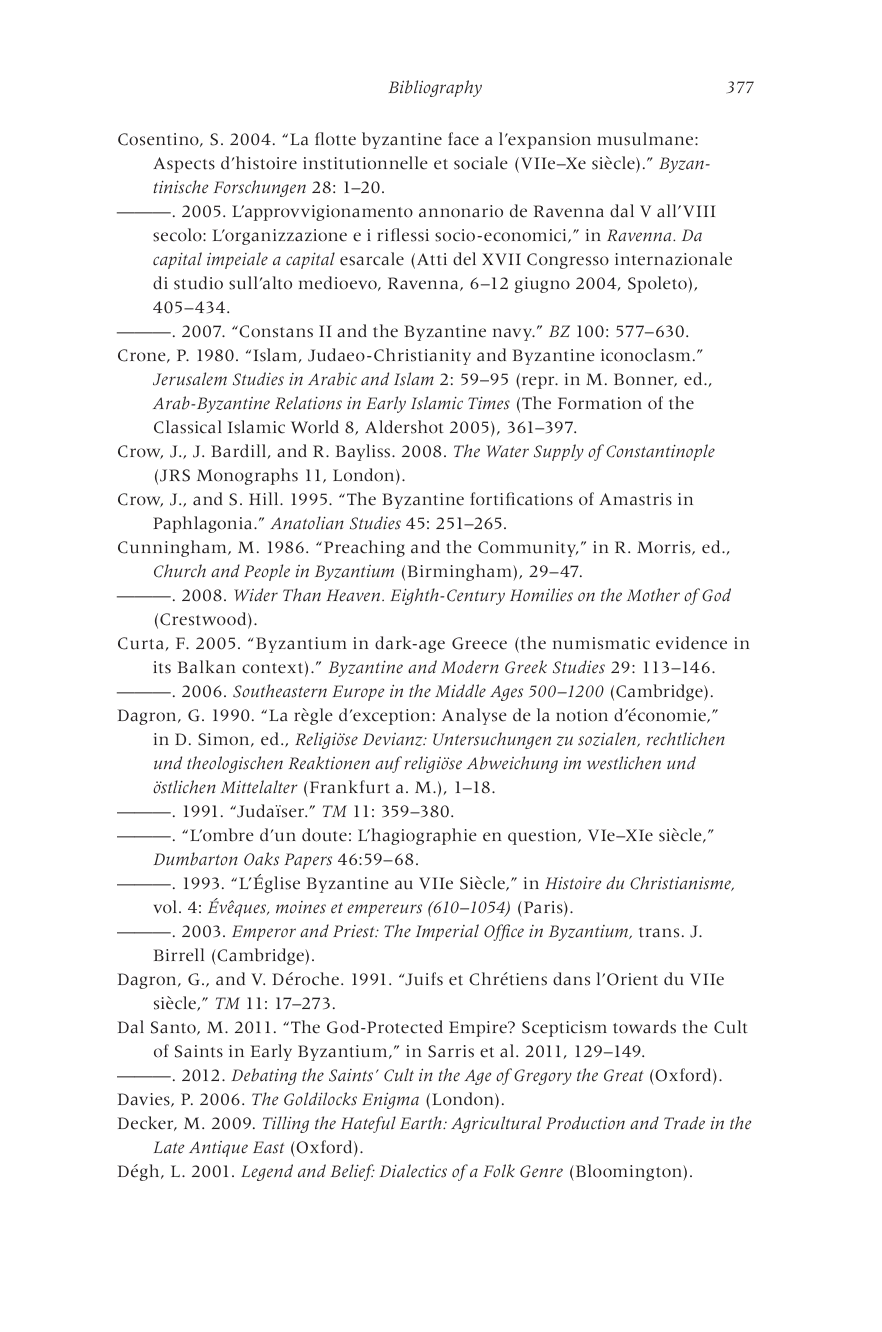 Bibliography 377
Cosentino, S. 2004. “La flotte byzantine face a l’expansion musulmane:
Aspects d’histoire institutionnelle et sociale (VIIe–Xe siècle).” Byzan-
tinische Forschungen 28: 1–20.
———. 2005. L’approvvigionamento annonario de Ravenna dal V all’VIII
secolo: L’organizzazione e i riflessi socio-economici,” in Ravenna. Da
capital impeiale a capital esarcale (Atti del XVII Congresso internazionale
di studio sull’alto medioevo, Ravenna, 6–12 giugno 2004, Spoleto),
405–434.
———. 2007. “Constans II and the Byzantine navy.” BZ 100: 577–630.
Crone, P. 1980. “Islam, Judaeo-Christianity and Byzantine iconoclasm.”
Jerusalem Studies in Arabic and Islam 2: 59–95 (repr. in M. Bonner, ed.,
Arab-Byzantine Relations in Early Islamic Times (The Formation of the
Classical Islamic World 8, Aldershot 2005), 361–397.
Crow, J., J. Bardill, and R. Bayliss. 2008. The Water Supply of Constantinople
(JRS Monographs 11, London).
Crow, J., and S. Hill. 1995. “The Byzantine fortifications of Amastris in
Paphlagonia.” Anatolian Studies 45: 251–265.
Cunningham, M. 1986. “Preaching and the Community,” in R. Morris, ed.,
Church and People in Byzantium (Birmingham), 29–47.
———. 2008. Wider Than Heaven. Eighth-Century Homilies on the Mother of God
(Crestwood).
Curta, F. 2005. “Byzantium in dark-age Greece (the numismatic evidence in
its Balkan context).” Byzantine and Modern Greek Studies 29: 113–146.
———. 2006. Southeastern Europe in the Middle Ages 500–1200 (Cambridge).
Dagron, G. 1990. “La règle d’exception: Analyse de la notion d’économie,”
in D. Simon, ed., Religiöse Devianz: Untersuchungen zu sozialen, rechtlichen
und theologischen Reaktionen auf religiöse Abweichung im westlichen und
östlichen Mittelalter (Frankfurt a. M.), 1–18.
———. 1991. “Judaïser.” TM 11: 359–380.
———. “L’ombre d’un doute: L’hagiographie en question, VIe–XIe siècle,”
Dumbarton Oaks Papers 46:59–68.
———. 1993. “L’Église Byzantine au VIIe Siècle,” in Histoire du Christianisme,
vol. 4: Évêques, moines et empereurs (610–1054) (Paris).
———. 2003. Emperor and Priest: The Imperial Office in Byzantium, trans. J.
Birrell (Cambridge).
Dagron, G., and V. Déroche. 1991. “Juifs et Chrétiens dans l’Orient du VIIe
siècle,” TM 11: 17–273.
Dal Santo, M. 2011. “The God-Protected Empire? Scepticism towards the Cult
of Saints in Early Byzantium,” in Sarris et al. 2011, 129–149.
———. 2012. Debating the Saints’ Cult in the Age of Gregory the Great (Oxford).
Davies, P. 2006. The Goldilocks Enigma (London).
Decker, M. 2009. Tilling the Hateful Earth: Agricultural Production and Trade in the
Late Antique East (Oxford).
Dégh, L. 2001. Legend and Belief: Dialectics of a Folk Genre (Bloomington).